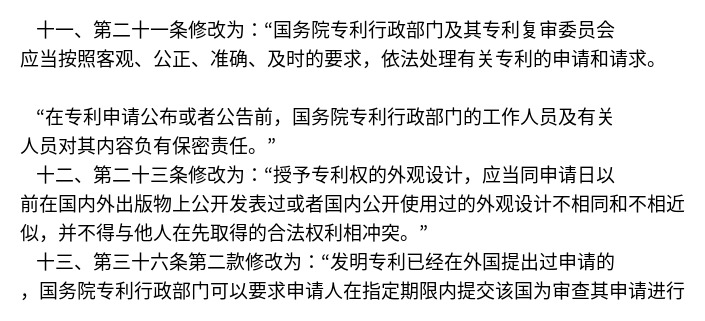 十一、第二十一条修改为：“国务院专利行政部门及其专利复审委员会
应当按照客观、公正、准确、及时的要求，依法处理有关专利的申请和请求。
“在专利申请公布或者公告前，国务院专利行政部门的工作人员及有关
人员对其内容负有保密责任。”
十二、第二十三条修改为：“授予专利权的外观设计，应当同申请日以
前在国内外出版物上公开发表过或者国内公开使用过的外观设计不相同和不相近
似，并不得与他人在先取得的合法权利相冲突。”
十三、第三十六条第二款修改为：“发明专利已经在外国提出过申请的
，国务院专利行政部门可以要求申请人在指定期限内提交该国为审查其申请进行